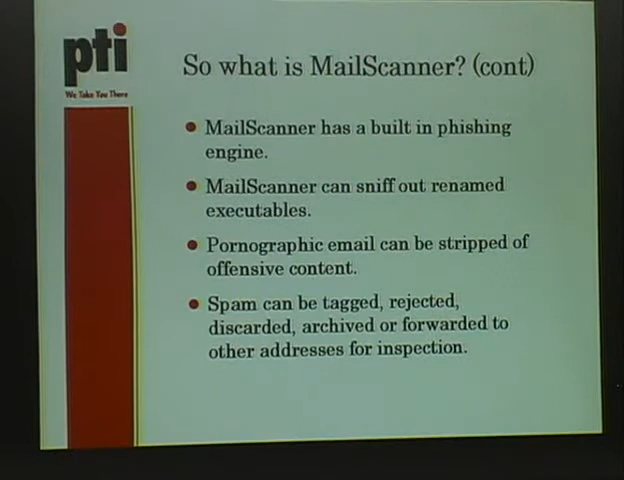 pti
We Take You There
So what is MailScanner? (cont)
MailScanner has a built in phishing
engine.
MailScanner can sniff out renamed
executables.
Pornographic email can be stripped of
offensive content.
Spam can be tagged, rejected,
discarded, archived or forwarded to
other addresses for inspection.